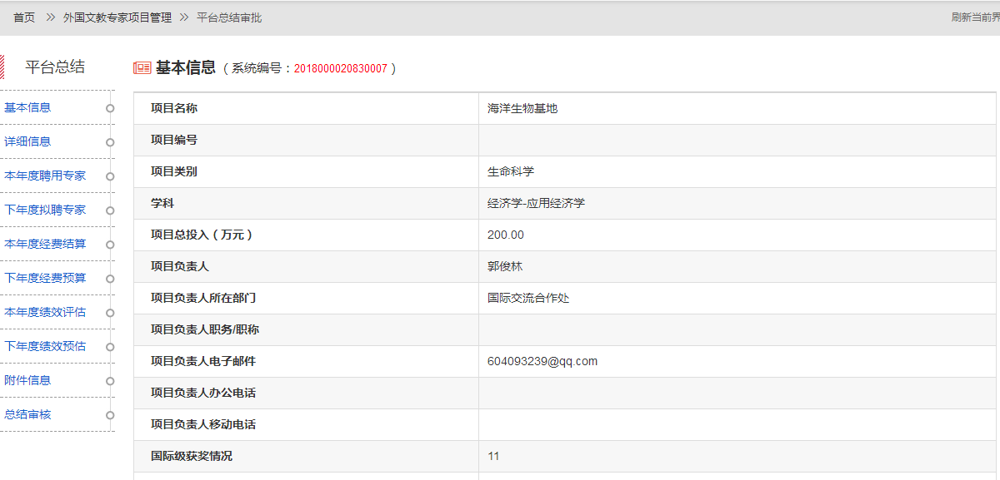 首页 >> 外国文教专家项目管理 >> 平台总结审批
刷新当前界
平台总结
基本信息
详细信息
本年度聘用专家
下年度拟聘专家
本年度经费结算
下年度经费预算
本年度绩效评估
下年度绩效预估
附件信息
总结审核
基本信息 ( 系统编号：2018000020830007 )
项目名称 海洋生物基地
项目编号
项目类别 生命科学
学科 经济学-应用经济学
项目总投入（万元） 200.00
项目负责人 郭俊林
项目负责人所在部门 国际交流合作处
项目负责人职务/职称
项目负责人电子邮件 604093239@qq.com
项目负责人办公电话
项目负责人移动电话
国际级获奖情况 11